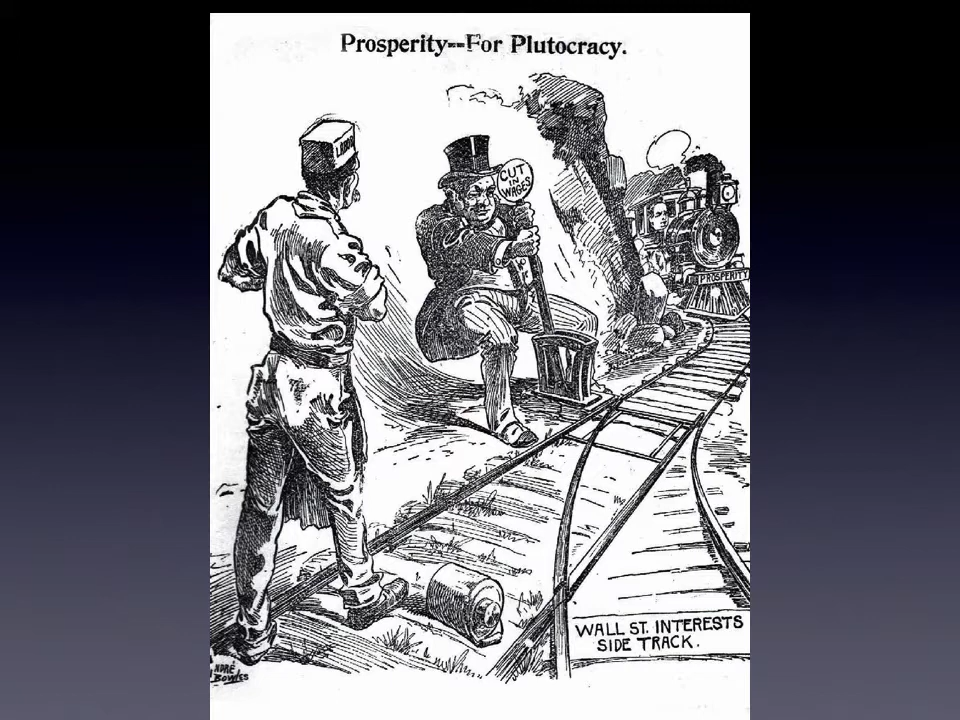 Prosperity--For Plutocracy.
LABOR
CUT
IN
WAGES
PROSPERITY
WALL ST. INTERESTS
SIDE TRACK.
ANDRÉ
BOWLES